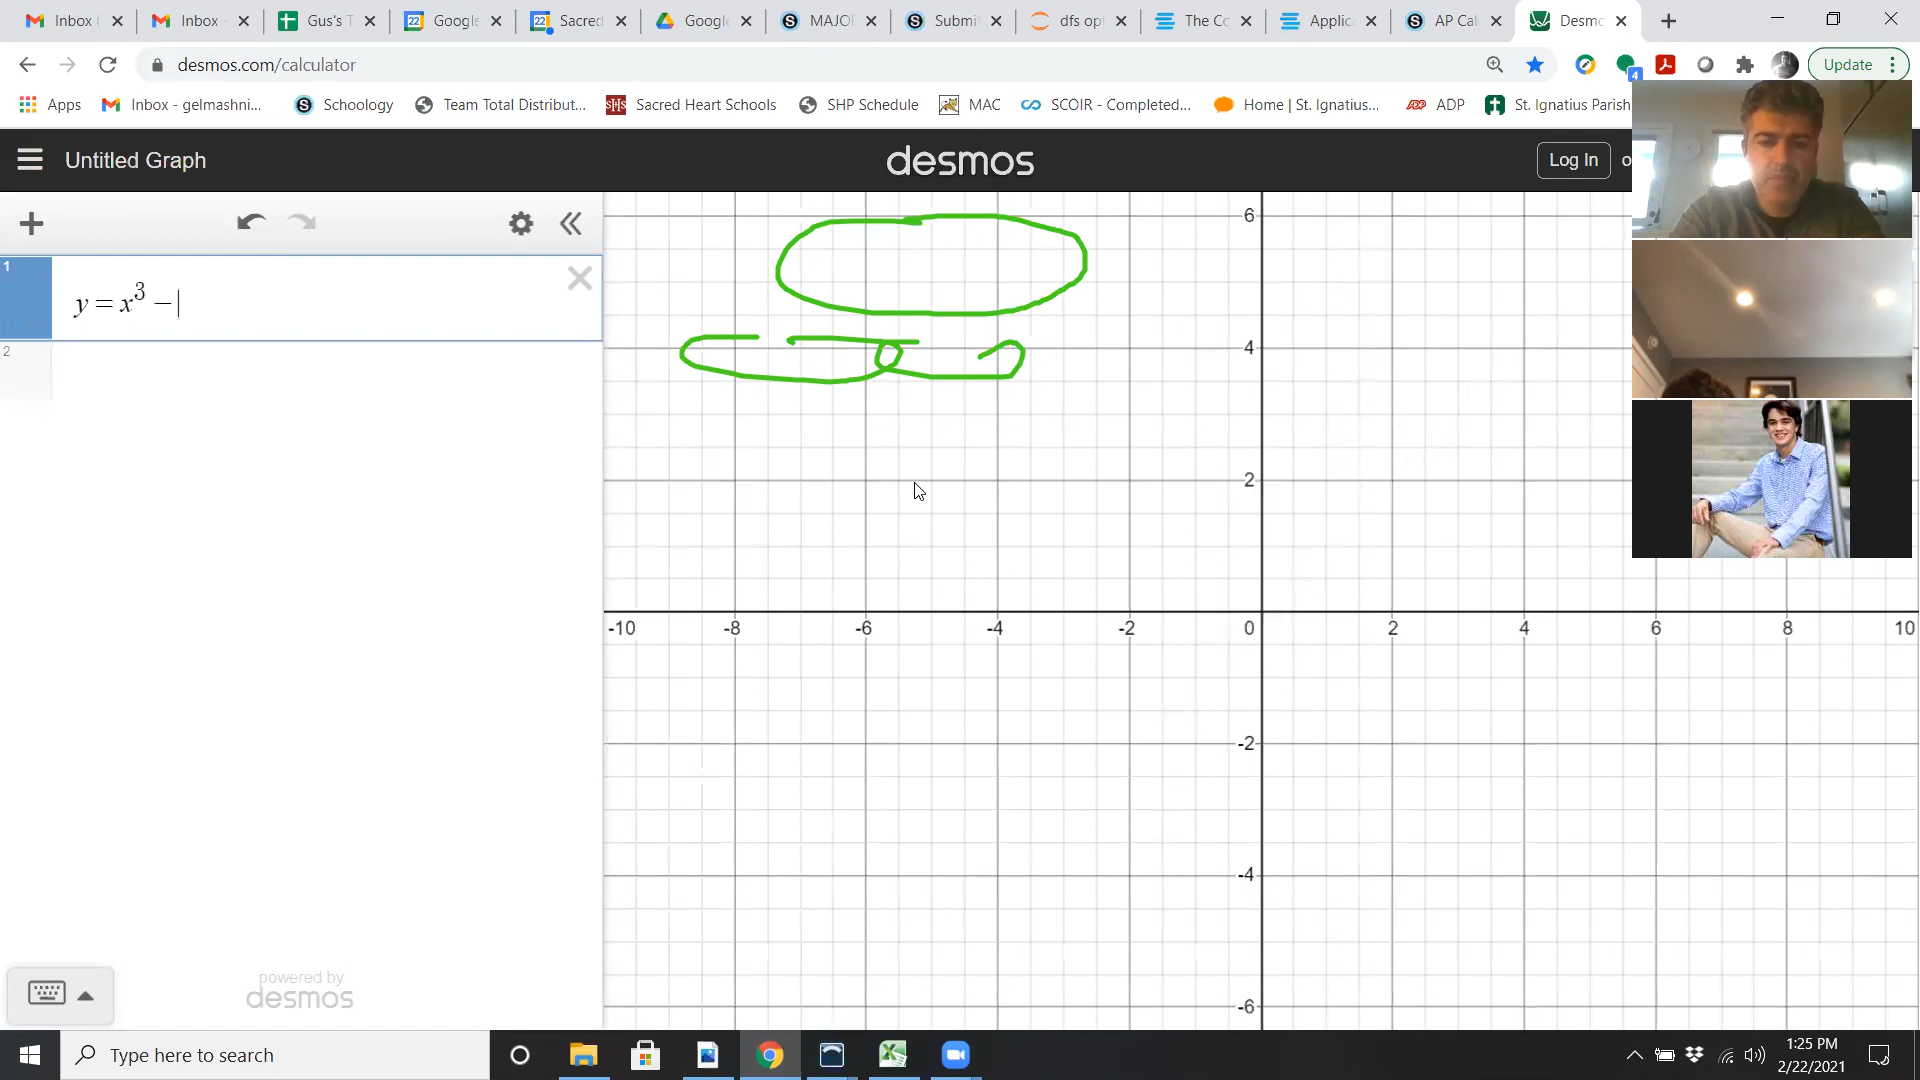 Inbox ( Inbox - Gus's T Google Sacred Google MAJOR Submit dfs opt The Co Applic AP Cal Desmo
desmos.com/calculator Update
4
Apps Inbox - gelmashni... Schoology Team Total Distribut... Sacred Heart Schools SHP Schedule MAC SCOIR - Completed... Home | St. Ignatius... ADP St. Ignatius Parish
Untitled Graph desmos Log In o
1
y = x³ −
2
6
4
2
-10 -8 -6 -4 -2 0 2 4 6 8 10
-2
-4
-6
powered by
desmos
Type here to search
1:25 PM
2/22/2021